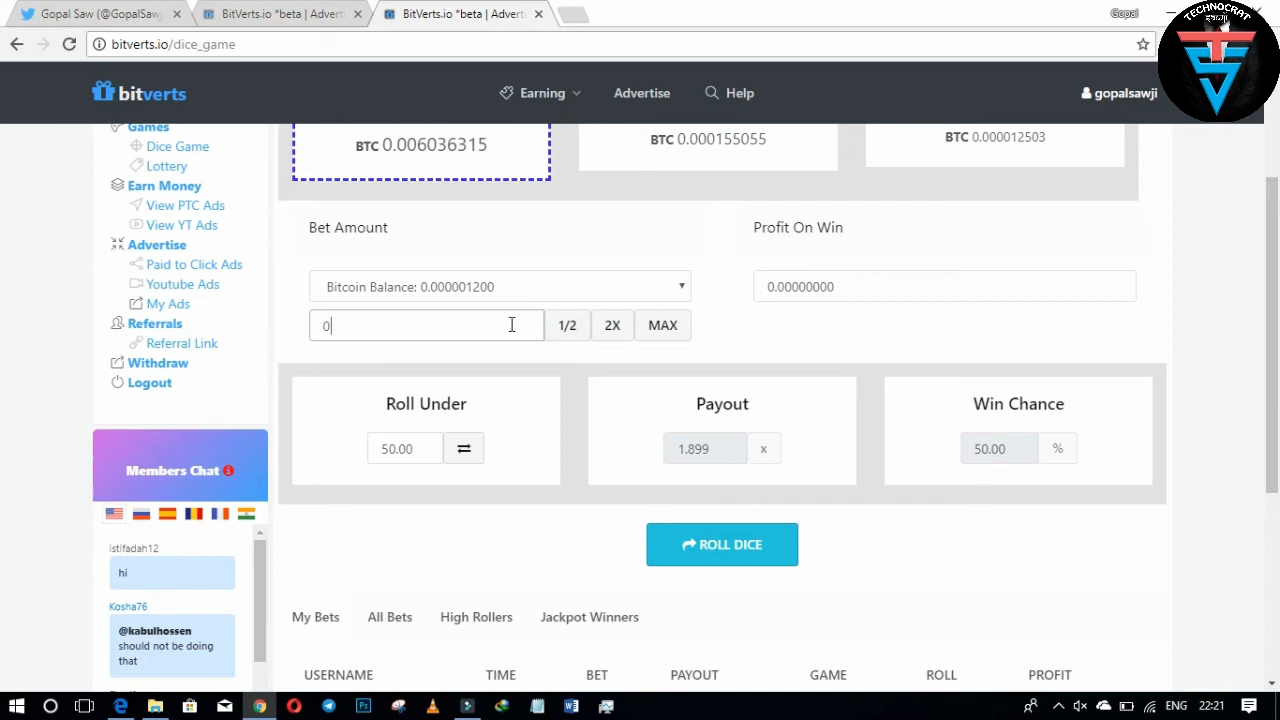 Gopal Saw (@GopalSaw
BitVerts.io *beta | Advert
BitVerts.io *beta | Advert
Gopal
bitverts.io/dice_game
TECHNOCRAT
bitverts
Earning
Advertise
Help
gopalsawji
Games
Dice Game
Lottery
Earn Money
View PTC Ads
View YT Ads
Advertise
Paid to Click Ads
Youtube Ads
My Ads
Referrals
Referral Link
Withdraw
Logout
BTC 0.006036315
BTC 0.000155055
BTC 0.000012503
Bet Amount
Profit On Win
Bitcoin Balance: 0.000001200
0.00000000
0
1/2
2X
MAX
Roll Under
Payout
Win Chance
50.00
1.899
x
50.00
%
ROLL DICE
Members Chat
istifadah12
hi
Kosha76
@kabulhossen
should not be doing
that
My Bets
All Bets
High Rollers
Jackpot Winners
USERNAME
TIME
BET
PAYOUT
GAME
ROLL
PROFIT
ENG
22:21